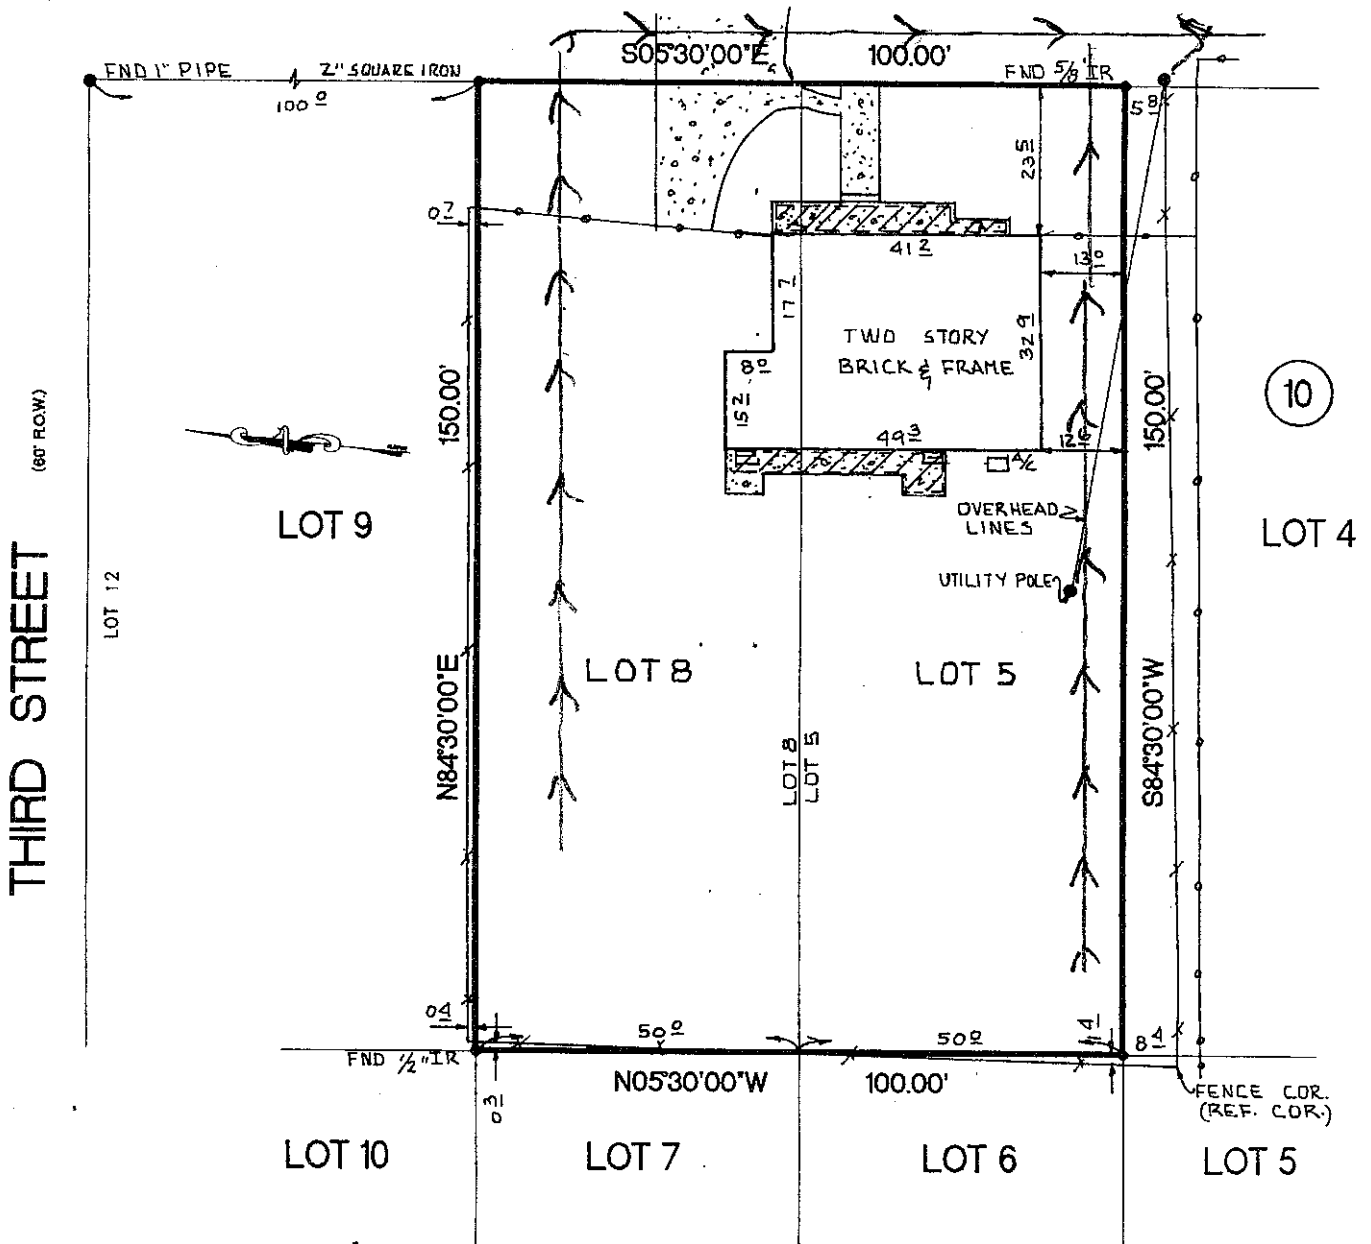 S05°30'00"E 100.00'
FND 1" PIPE
2" SQUARE IRON
FND 5/8" IR
100 0
5 8
23 5
0 7
41 2
13 0
17 7
TWO STORY
BRICK & FRAME
32 9
8 0
15 2
150.00'
150.00'
10
(60' R.O.W.)
THIRD STREET
49 3
12 6
A/C
LOT 9
OVERHEAD
LINES
LOT 4
UTILITY POLE
LOT 12
LOT 8
LOT 5
N84°30'00"E
S84°30'00"W
LOT 8
LOT 5
0 4
50 0
50 0
1 4
8 4
FND 1/2" IR
N05°30'00"W 100.00'
0 3
FENCE COR.
(REF. COR.)
LOT 10
LOT 7
LOT 6
LOT 5